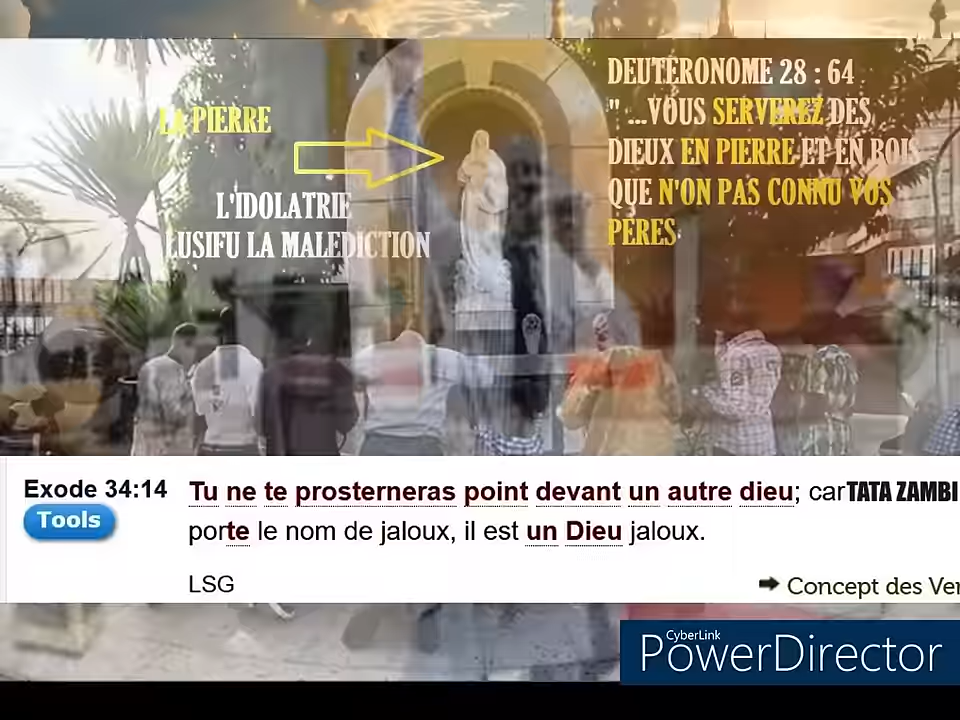 LA PIERRE
L'IDOLATRIE
LUSIFU LA MALEDICTION
DEUTERONOME 28 : 64
" ...VOUS SERVEREZ DES
DIEUX EN PIERRE ET EN BOIS
QUE N'ON PAS CONNU VOS
PERES
Exode 34:14
Tools
Tu ne te prosterneras point devant un autre dieu; car TATA ZAMBI
porte le nom de jaloux, il est un Dieu jaloux.
LSG
Concept des Ver
CyberLink
PowerDirector